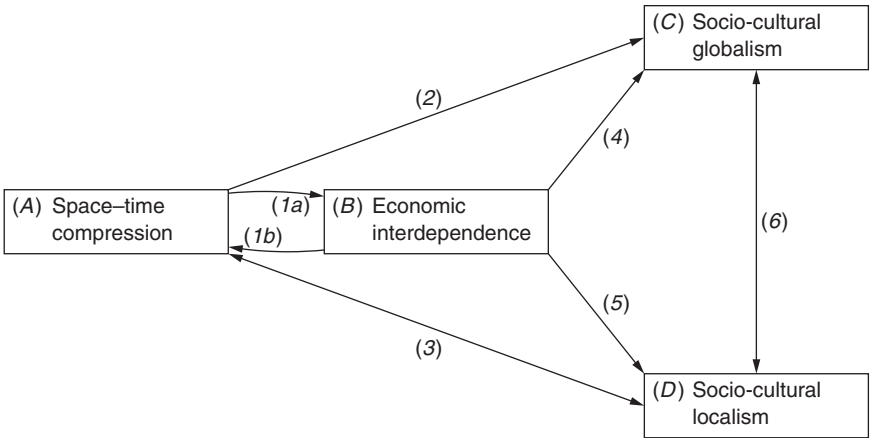 (C) Socio-cultural
globalism
(2)
(4)
(A) Space–time
compression
(1a)
(1b)
(B) Economic
interdependence
(6)
(5)
(3)
(D) Socio-cultural
localism